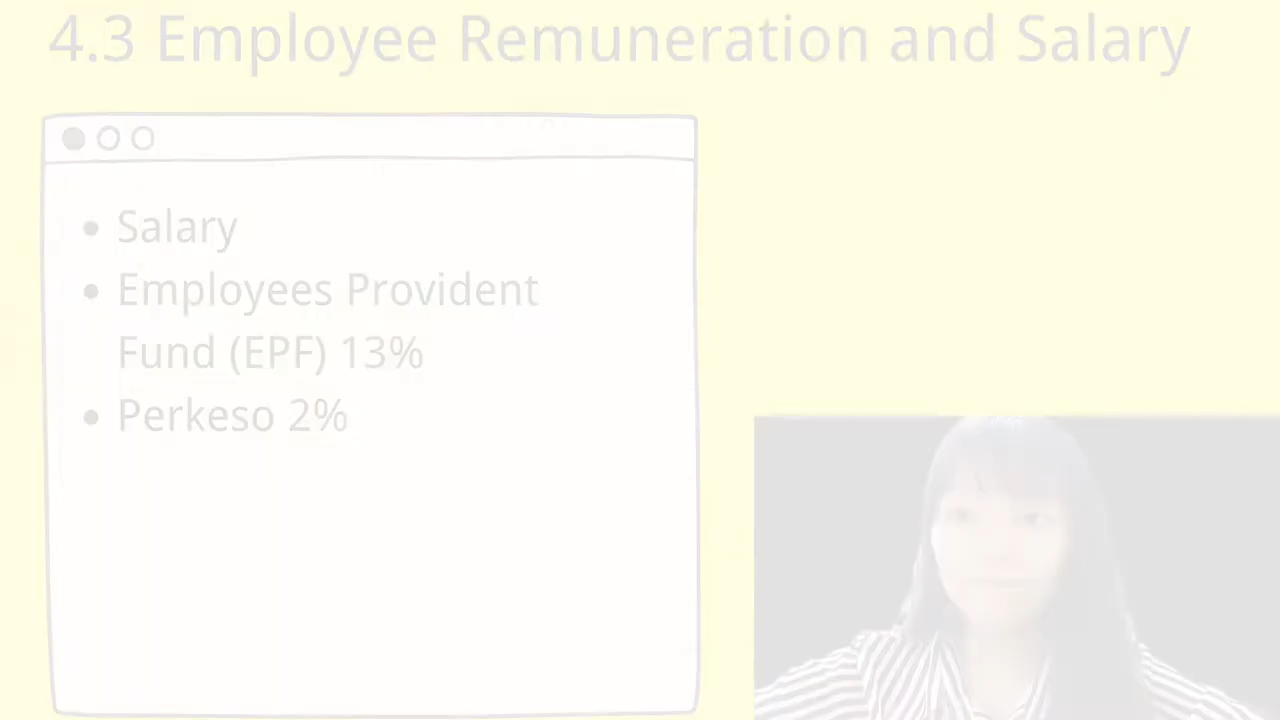 4.3 Employee Remuneration and Salary
• Salary
• Employees Provident
Fund (EPF) 13%
• Perkeso 2%